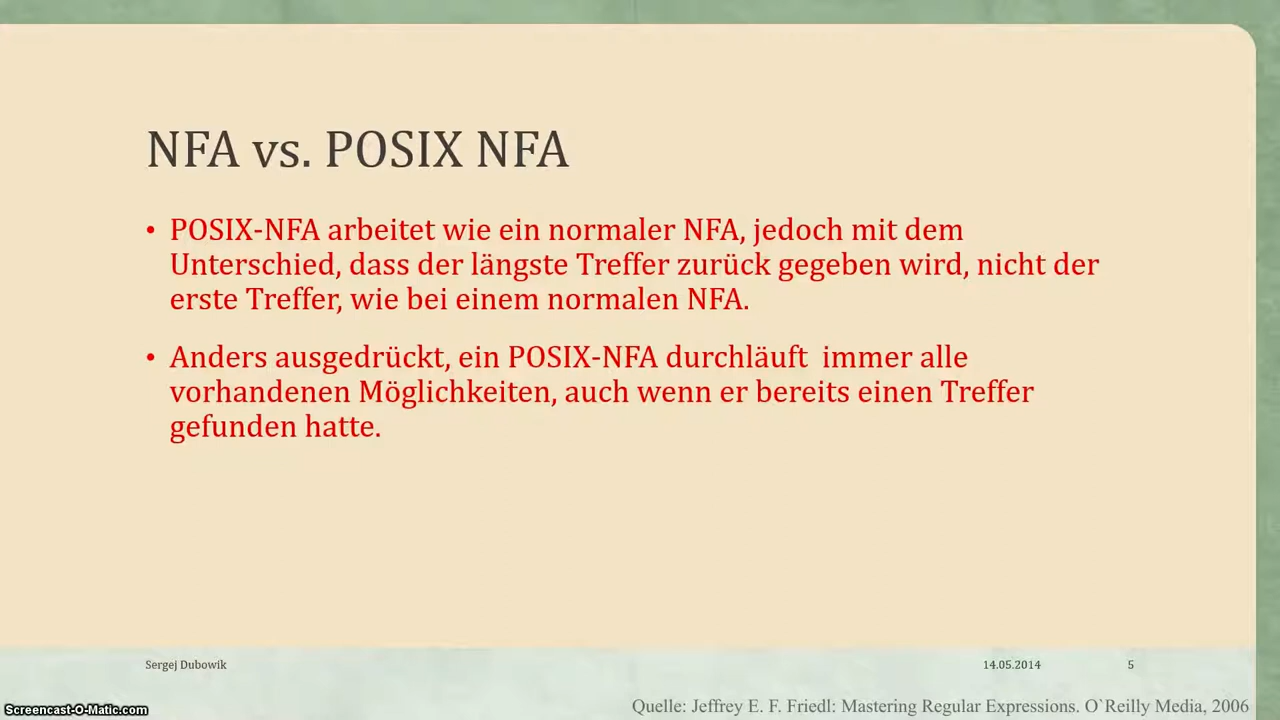 NFA vs. POSIX NFA
• POSIX-NFA arbeitet wie ein normaler NFA, jedoch mit dem
Unterschied, dass der längste Treffer zurück gegeben wird, nicht der
erste Treffer, wie bei einem normalen NFA.
• Anders ausgedrückt, ein POSIX-NFA durchläuft  immer alle
vorhandenen Möglichkeiten, auch wenn er bereits einen Treffer
gefunden hatte.
Sergej Dubowik 14.05.2014 5
Screencast-O-Matic.com
Quelle: Jeffrey E. F. Friedl: Mastering Regular Expressions. O`Reilly Media, 2006